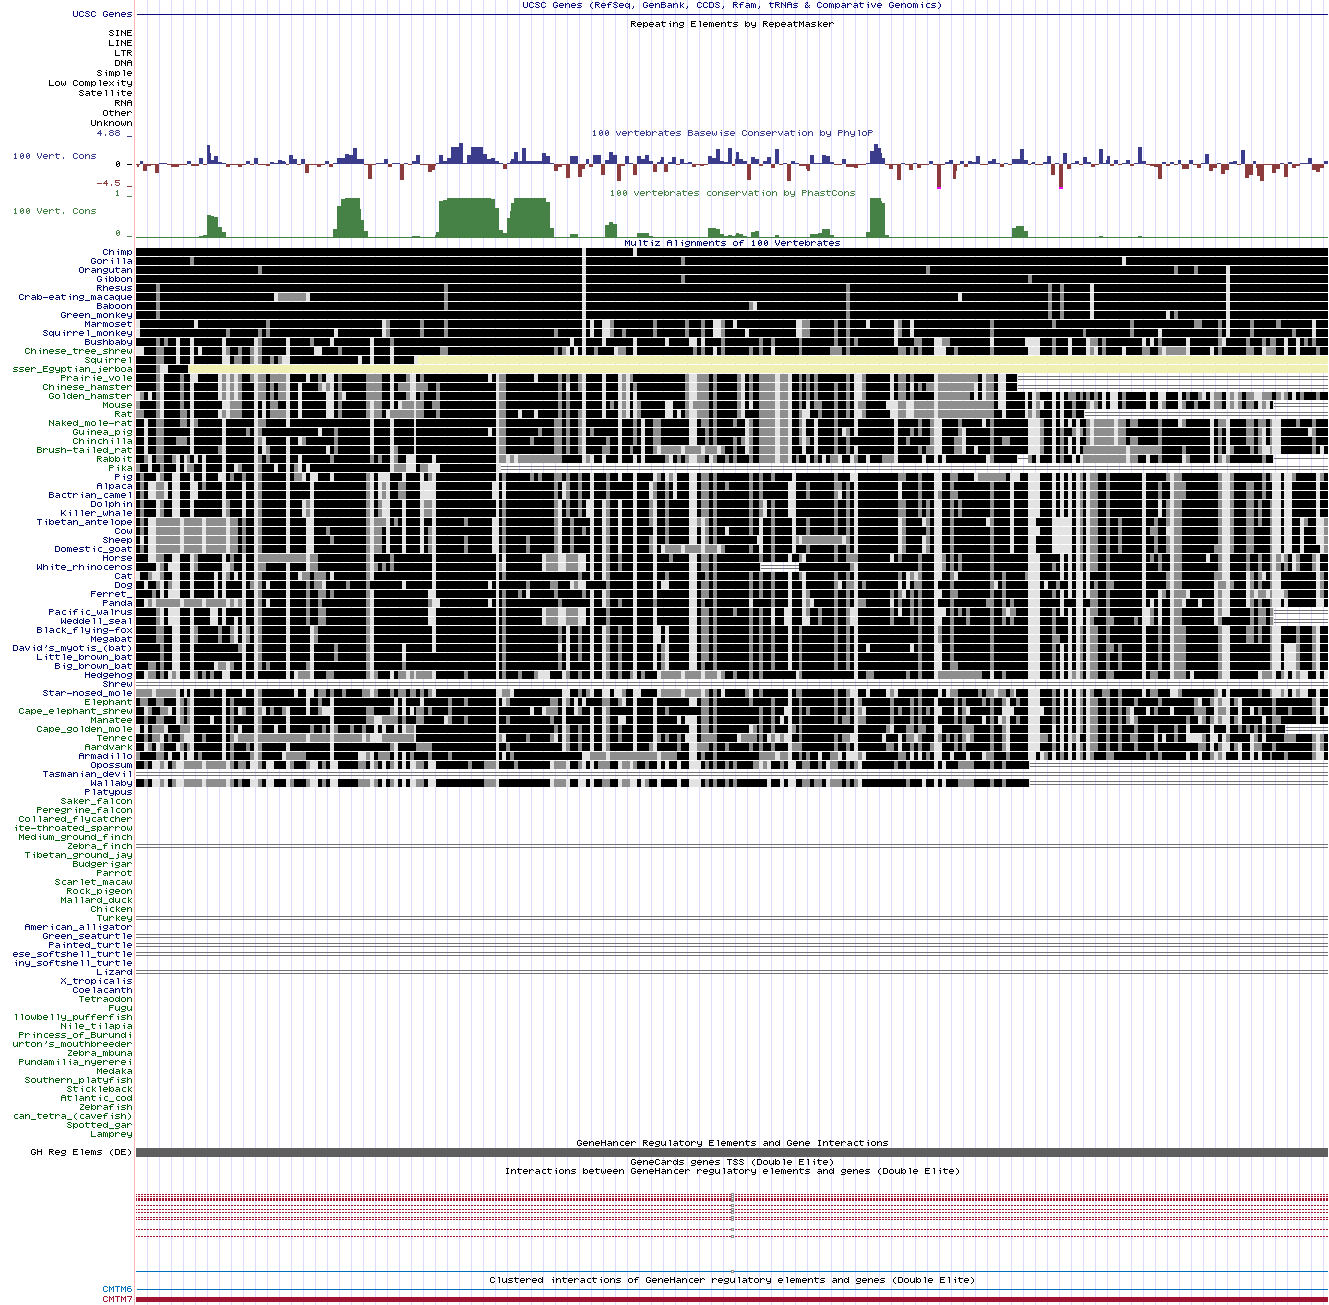 UCSC Genes (RefSeq, GenBank, CCDS, Rfam, tRNAs & Comparative Genomics)
UCSC Genes
Repeating Elements by RepeatMasker
SINE
LINE
LTR
DNA
Simple
Low Complexity
Satellite
RNA
Other
Unknown
4.88 _
100 vertebrates Basewise Conservation by PhyloP
100 Vert. Cons
0 _
-4.5 _
1 _
100 vertebrates conservation by PhastCons
100 Vert. Cons
0 _
Multiz Alignments of 100 Vertebrates
Chimp
Gorilla
Orangutan
Gibbon
Rhesus
Crab-eating_macaque
Baboon
Green_monkey
Marmoset
Squirrel_monkey
Bushbaby
Chinese_tree_shrew
Squirrel
sser_Egyptian_jerboa
Prairie_vole
Chinese_hamster
Golden_hamster
Mouse
Rat
Naked_mole-rat
Guinea_pig
Chinchilla
Brush-tailed_rat
Rabbit
Pika
Pig
Alpaca
Bactrian_camel
Dolphin
Killer_whale
Tibetan_antelope
Cow
Sheep
Domestic_goat
Horse
White_rhinoceros
Cat
Dog
Ferret_
Panda
Pacific_walrus
Weddell_seal
Black_flying-fox
Megabat
David's_myotis_(bat)
Little_brown_bat
Big_brown_bat
Hedgehog
Shrew
Star-nosed_mole
Elephant
Cape_elephant_shrew
Manatee
Cape_golden_mole
Tenrec
Aardvark
Armadillo
Opossum
Tasmanian_devil
Wallaby
Platypus
Saker_falcon
Peregrine_falcon
Collared_flycatcher
ite-throated_sparrow
Medium_ground_finch
Zebra_finch
Tibetan_ground_jay
Budgerigar
Parrot
Scarlet_macaw
Rock_pigeon
Mallard_duck
Chicken
Turkey
American_alligator
Green_seaturtle
Painted_turtle
ese_softshell_turtle
iny_softshell_turtle
Lizard
X_tropicalis
Coelacanth
Tetraodon
Fugu
llowbelly_pufferfish
Nile_tilapia
Princess_of_Burundi
urton's_mouthbreeder
Zebra_mbuna
Pundamilia_nyererei
Medaka
Southern_platyfish
Stickleback
Atlantic_cod
Zebrafish
can_tetra_(cavefish)
Spotted_gar
Lamprey
GeneHancer Regulatory Elements and Gene Interactions
GH Reg Elems (DE)
GeneCards genes TSS (Double Elite)
Interactions between GeneHancer regulatory elements and genes (Double Elite)
Clustered interactions of GeneHancer regulatory elements and genes (Double Elite)
CMTM6
CMTM7